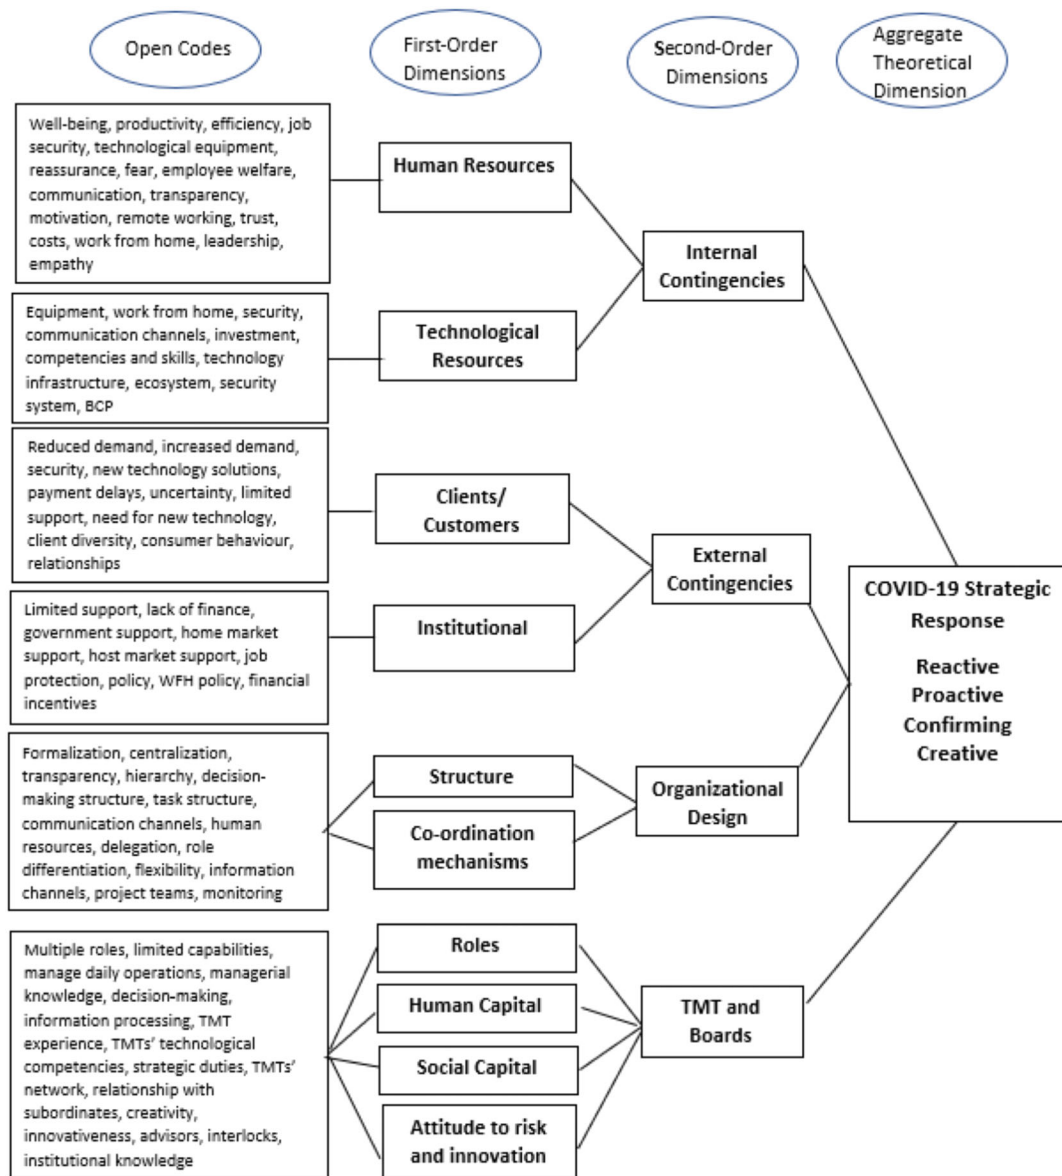 Open Codes
First-Order
Dimensions
Second-Order
Dimensions
Aggregate
Theoretical
Dimension
Well-being, productivity, efficiency, job
security, technological equipment,
reassurance, fear, employee welfare,
communication, transparency,
motivation, remote working, trust,
costs, work from home, leadership,
empathy
Human Resources
Internal
Contingencies
Equipment, work from home, security,
communication channels, investment,
competencies and skills, technology
infrastructure, ecosystem, security
system, BCP
Technological
Resources
Reduced demand, increased demand,
security, new technology solutions,
payment delays, uncertainty, limited
support, need for new technology,
client diversity, consumer behaviour,
relationships
Clients/
Customers
External
Contingencies
Limited support, lack of finance,
government support, home market
support, host market support, job
protection, policy, WFH policy, financial
incentives
Institutional
COVID-19 Strategic
Response
Reactive
Proactive
Confirming
Creative
Formalization, centralization,
transparency, hierarchy, decision-
making structure, task structure,
communication channels, human
resources, delegation, role
differentiation, flexibility, information
channels, project teams, monitoring
Structure
Co-ordination
mechanisms
Organizational
Design
Multiple roles, limited capabilities,
manage daily operations, managerial
knowledge, decision-making,
information processing, TMT
experience, TMTs' technological
competencies, strategic duties, TMTs'
network, relationship with
subordinates, creativity,
innovativeness, advisors, interlocks,
institutional knowledge
Roles
Human Capital
Social Capital
Attitude to risk
and innovation
TMT and
Boards